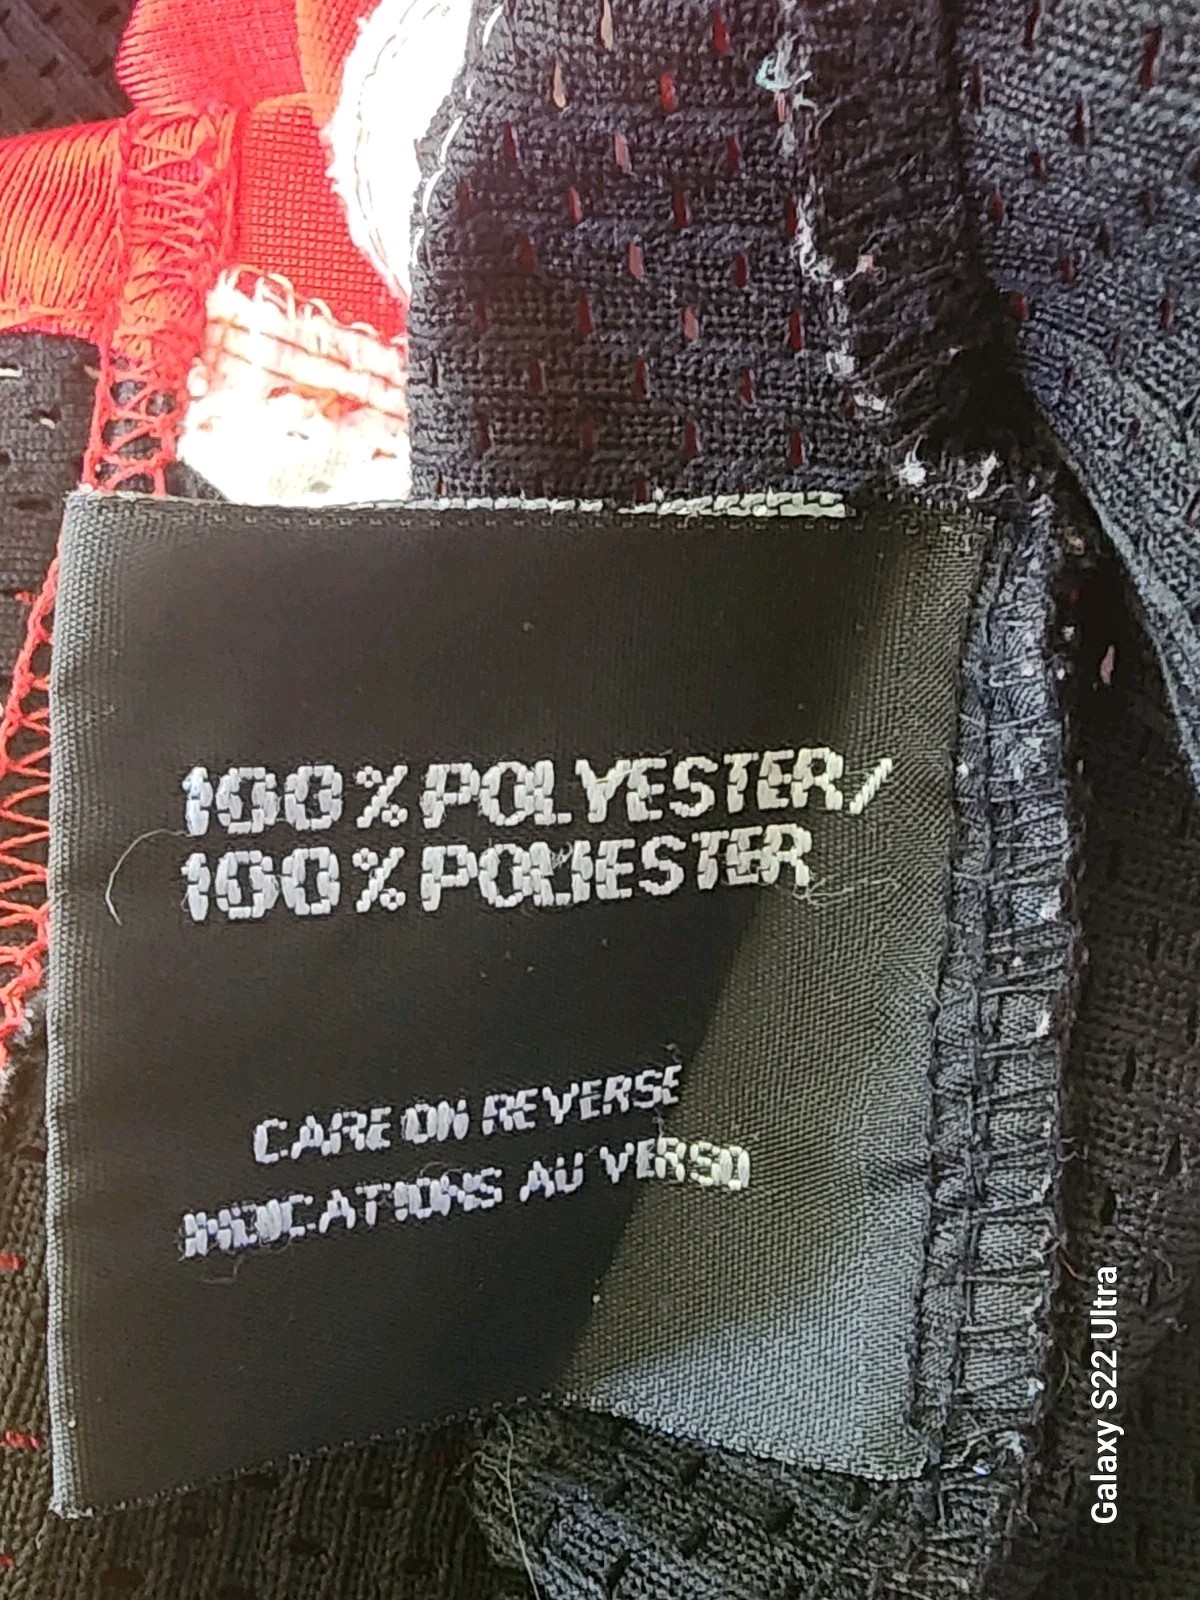 100% POLYESTER/
100% POLIESTER
CARE ON REVERSE
INDICATIONS AU VERSO
Galaxy S22 Ultra